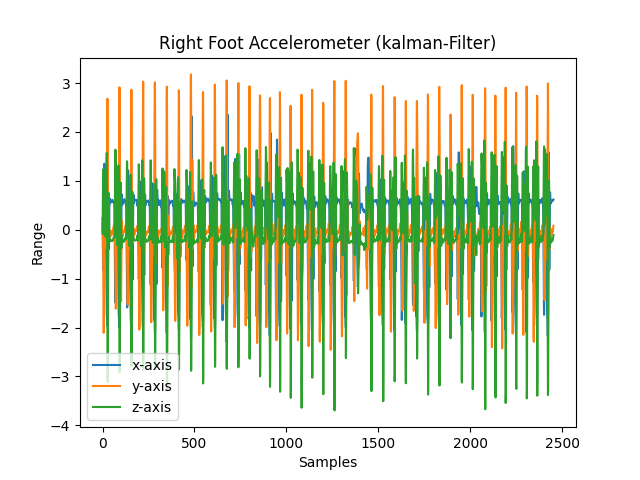 Right Foot Accelerometer (kalman-Filter)
3
2
1
0
−1
−2
−3
−4
Range
x-axis
y-axis
z-axis
0
500
1000
1500
2000
2500
Samples